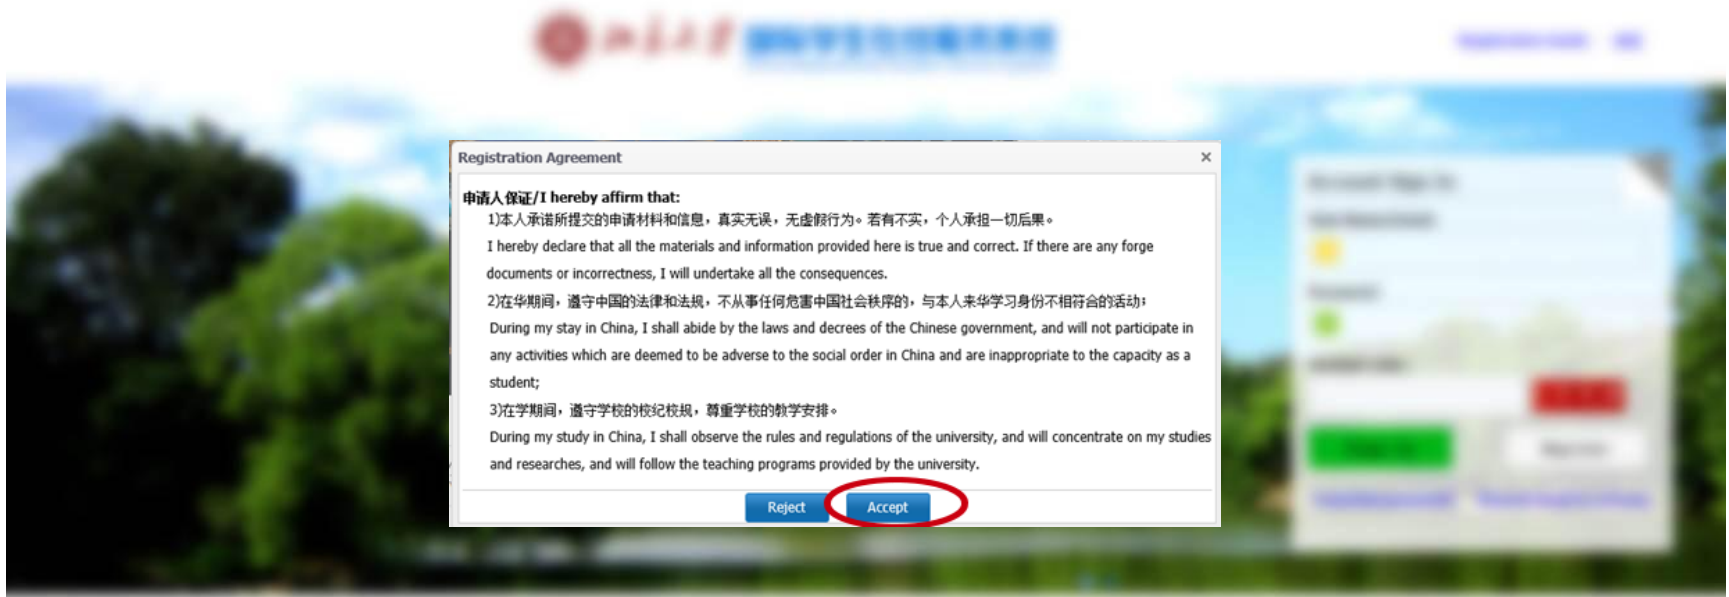 Registration Agreement
申请人保证/I hereby affirm that:
1)本人承诺所提交的申请材料和信息，真实无误，无虚假行为。若有不实，个人承担一切后果。
I hereby declare that all the materials and information provided here is true and correct. If there are any forge
documents or incorrectness, I will undertake all the consequences.
2)在华期间，遵守中国的法律和法规，不从事任何危害中国社会秩序的，与本人来华学习身份不相符合的活动；
During my stay in China, I shall abide by the laws and decrees of the Chinese government, and will not participate in
any activities which are deemed to be adverse to the social order in China and are inappropriate to the capacity as a
student;
3)在学期间，遵守学校的校纪校规，尊重学校的教学安排。
During my study in China, I shall observe the rules and regulations of the university, and will concentrate on my studies
and researches, and will follow the teaching programs provided by the university.
Reject Accept